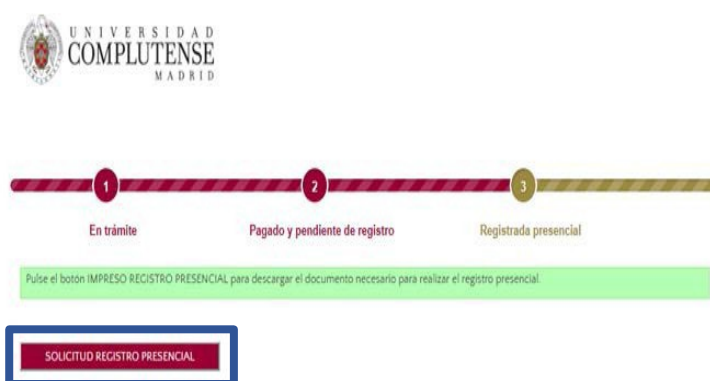 UNIVERSIDAD
COMPLUTENSE
MADRID
1
2
3
En trámite
Pagado y pendiente de registro
Registrada presencial
Pulse el botón IMPRESO REGISTRO PRESENCIAL para descargar el documento necesario para realizar el registro presencial.
SOLICITUD REGISTRO PRESENCIAL